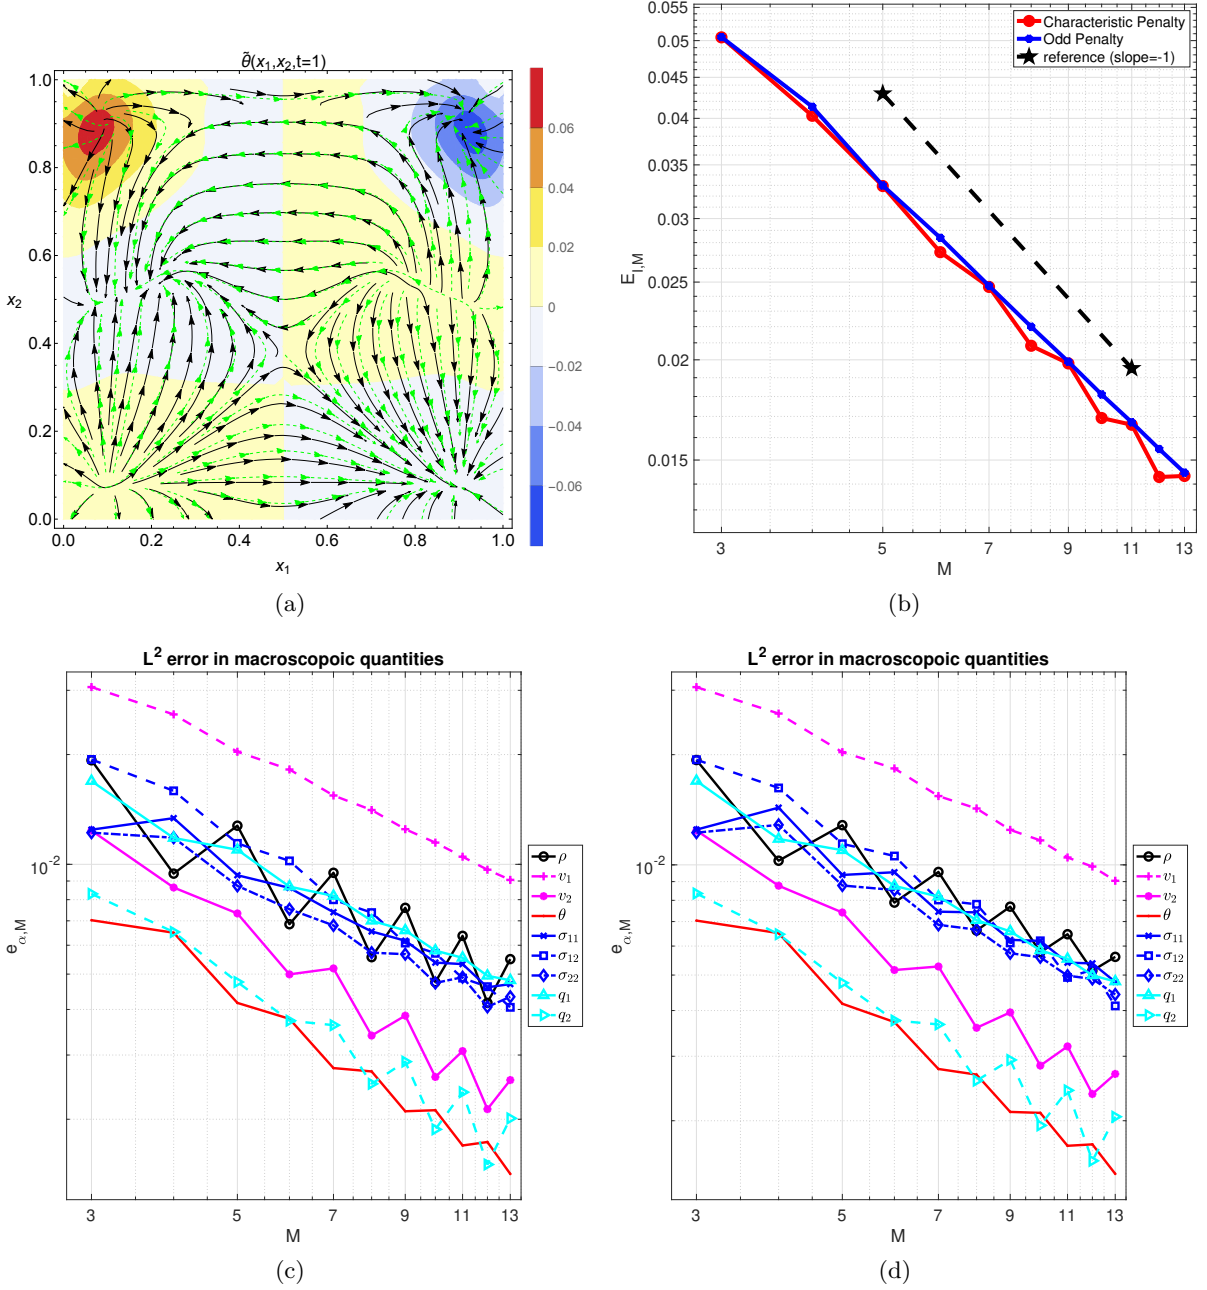 θ̃(x₁,x₂,t=1)
1.0
0.8
0.6
x₂
0.4
0.2
0.0
0.0 0.2 0.4 0.6 0.8 1.0
x₁
0.06
0.04
0.02
0
−0.02
−0.04
−0.06
(a)
0.055
0.05
0.045
0.04
0.035
0.03
0.025
0.02
0.015
E_{I,M}
Characteristic Penalty
Odd Penalty
reference (slope=-1)
3 5 7 9 11 13
M
(b)
L² error in macroscopoic quantities
10⁻²
e_{α,M}
3 5 7 9 11 13
M
ρ
v₁
v₂
θ
σ₁₁
σ₁₂
σ₂₂
q₁
q₂
(c)
L² error in macroscopoic quantities
10⁻²
e_{α,M}
3 5 7 9 11 13
M
ρ
v₁
v₂
θ
σ₁₁
σ₁₂
σ₂₂
q₁
q₂
(d)